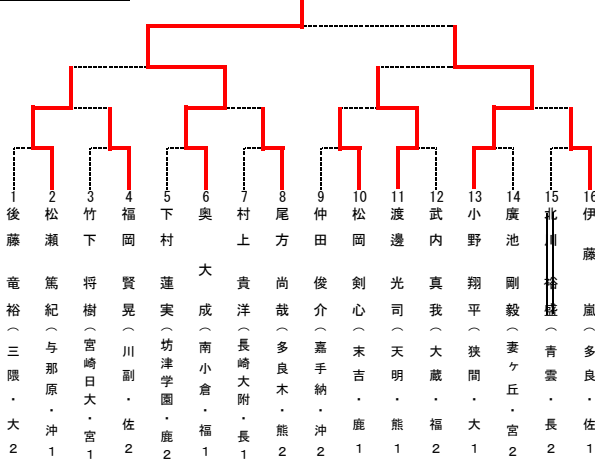 1 後藤 竜裕（三隈・大2
2 松瀬 篤紀（与那原・沖1
3 竹下 将樹（宮崎日大・宮1
4 福岡 賢晃（川副・佐2
5 下村 蓮実（坊津学園・鹿2
6 奥 大成（南小倉・福1
7 村上 貴洋（長崎大附・長1
8 尾方 尚哉（多良木・熊2
9 仲田 俊介（嘉手納・沖2
10 松岡 剣心（末吉・鹿1
11 渡邊 光司（天明・熊1
12 武内 真我（大蔵・福2
13 小野 翔平（狭間・大1
14 廣池 剛毅（妻ヶ丘・宮2
15 北川 裕盛（青雲・長2
16 伊藤 嵐（多良・佐1